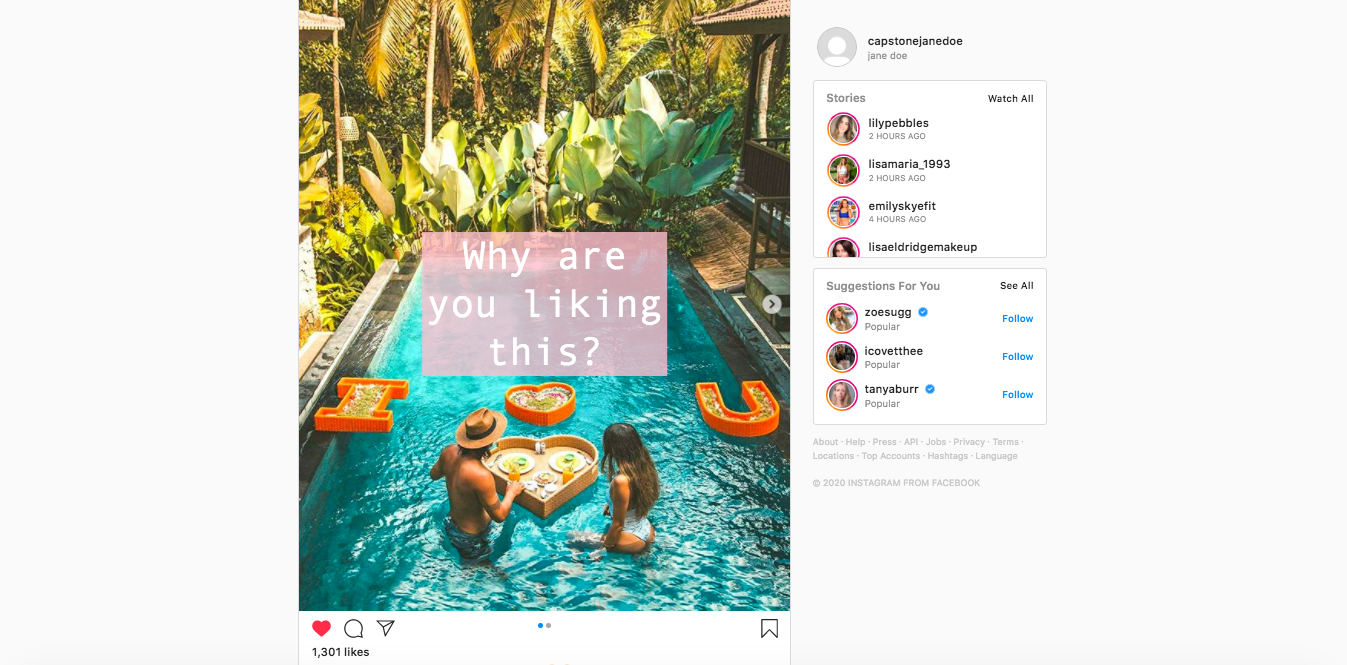 Why are
you liking
this?
I U
1,301 likes
capstonejanedoe
jane doe
Stories Watch All
lilypebbles
2 HOURS AGO
lisamaria_1993
2 HOURS AGO
emilyskyefit
4 HOURS AGO
lisaeldridgemakeup
Suggestions For You See All
zoesugg
Popular
Follow
icovetthee
Popular
Follow
tanyaburr
Popular
Follow
About · Help · Press · API · Jobs · Privacy · Terms ·
Locations · Top Accounts · Hashtags · Language
© 2020 INSTAGRAM FROM FACEBOOK